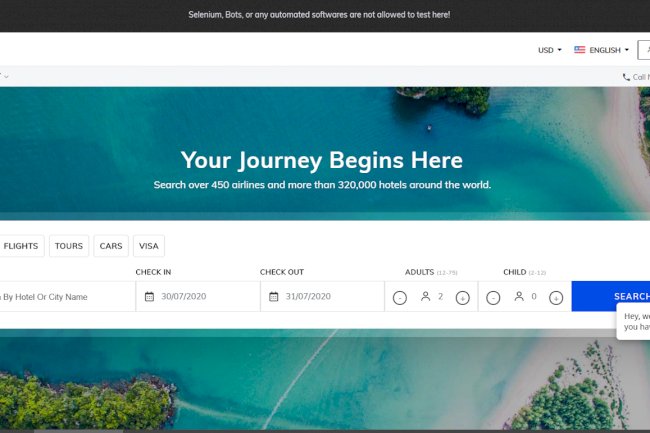 Selenium, Bots, or any automated softwares are not allowed to test here!
USD ENGLISH
Call
Your Journey Begins Here
Search over 450 airlines and more than 320,000 hotels around the world.
FLIGHTS TOURS CARS VISA
CHECK IN CHECK OUT ADULTS (12-75) CHILD (2-12)
By Hotel Or City Name 30/07/2020 31/07/2020 - 2 + - 0 + SEARCH
Hey, we
you hav